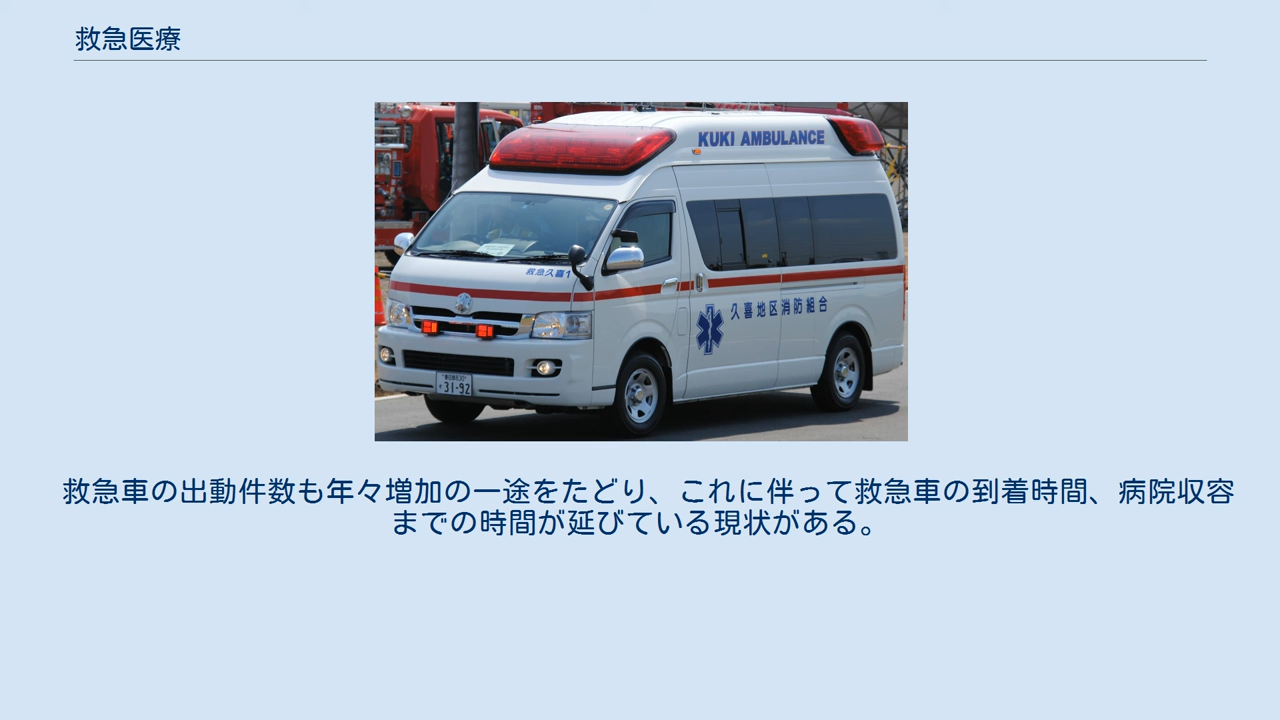 救急医療
KUKI AMBULANCE
救急久喜1
久喜地区消防組合
31-92
救急車の出動件数も年々増加の一途をたどり、これに伴って救急車の到着時間、病院収容
までの時間が延びている現状がある。